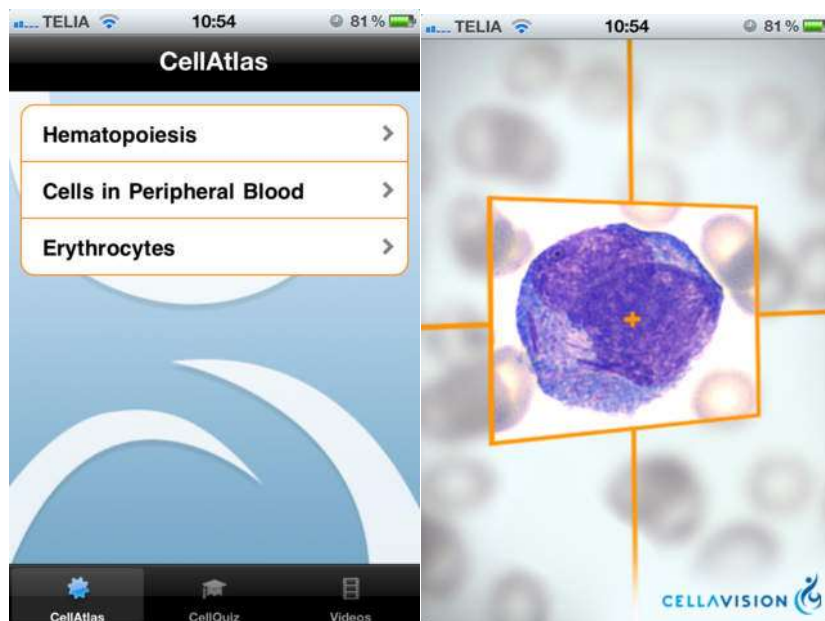 TELIA 10:54 81%
CellAtlas
Hematopoiesis
Cells in Peripheral Blood
Erythrocytes
CellAtlas CellQuiz Videos
TELIA 10:54 81%
CELLAVISION